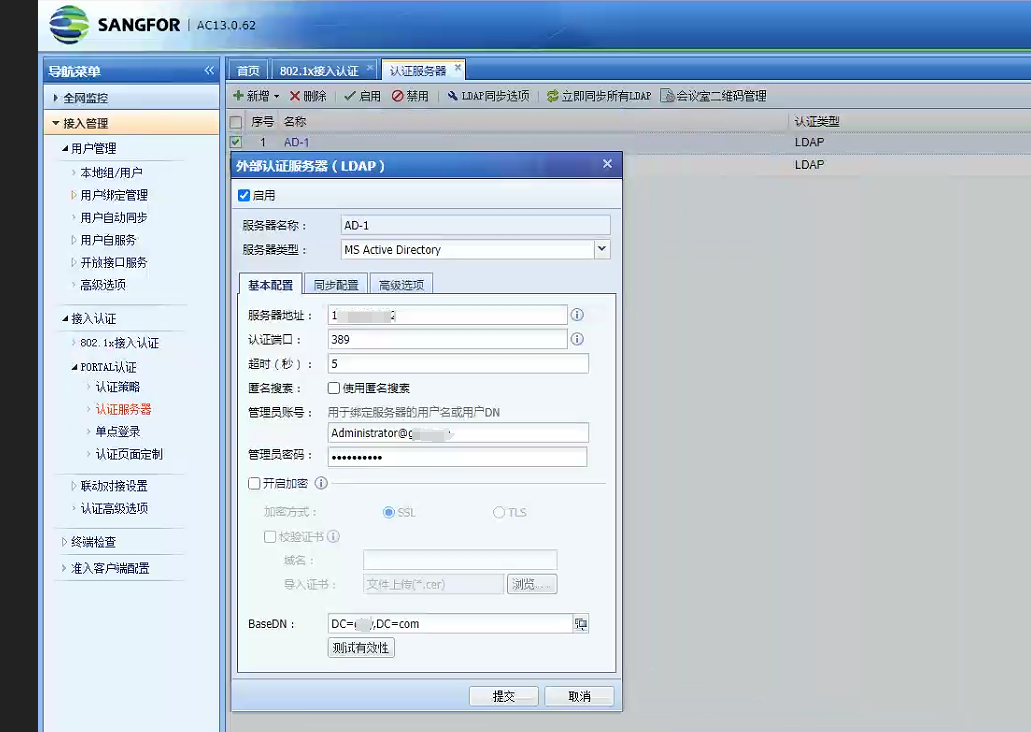 SANGFOR | AC13.0.62
导航菜单
全网监控
接入管理
用户管理
本地组/用户
用户绑定管理
用户自动同步
用户自服务
开放接口服务
高级选项
接入认证
802.1x接入认证
PORTAL认证
认证策略
认证服务器
单点登录
认证页面定制
联动对接设置
认证高级选项
终端检查
准入客户端配置
首页 802.1x接入认证 认证服务器
新增 删除 启用 禁用 LDAP同步选项 立即同步所有LDAP 会议室二维码管理
序号 名称 认证类型
1 AD-1 LDAP
LDAP
外部认证服务器(LDAP)
启用
服务器名称: AD-1
服务器类型: MS Active Directory
基本配置 同步配置 高级选项
服务器地址: 1 2
认证端口: 389
超时(秒): 5
匿名搜索: 使用匿名搜索
管理员账号: 用于绑定服务器的用户名或用户DN
Administrator@g
管理员密码: ••••••••••
开启加密
加密方式: SSL TLS
校验证书
域名:
导入证书: 文件上传(*.cer) 浏览...
BaseDN: DC= ,DC=com
测试有效性
提交 取消